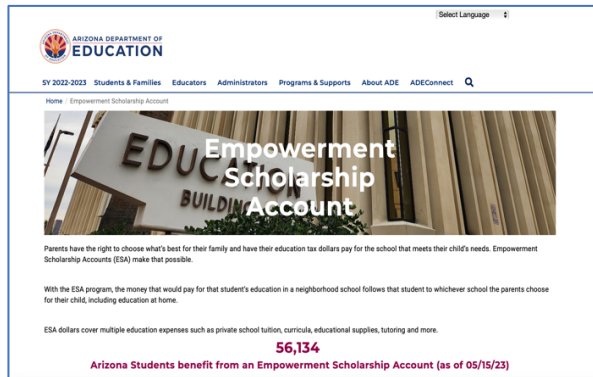 Select Language
ARIZONA DEPARTMENT OF
EDUCATION
SY 2022-2023 Students & Families Educators Administrators Programs & Supports About ADE ADEConnect
Home / Empowerment Scholarship Account
EDUCATION
BUILDING
Empowerment
Scholarship
Account
Parents have the right to choose what's best for their family and have their education tax dollars pay for the school that meets their child's needs. Empowerment
Scholarship Accounts (ESA) make that possible.
With the ESA program, the money that would pay for that student's education in a neighborhood school follows that student to whichever school the parents choose
for their child, including education at home.
ESA dollars cover multiple education expenses such as private school tuition, curricula, educational supplies, tutoring and more.
56,134
Arizona Students benefit from an Empowerment Scholarship Account (as of 05/15/23)